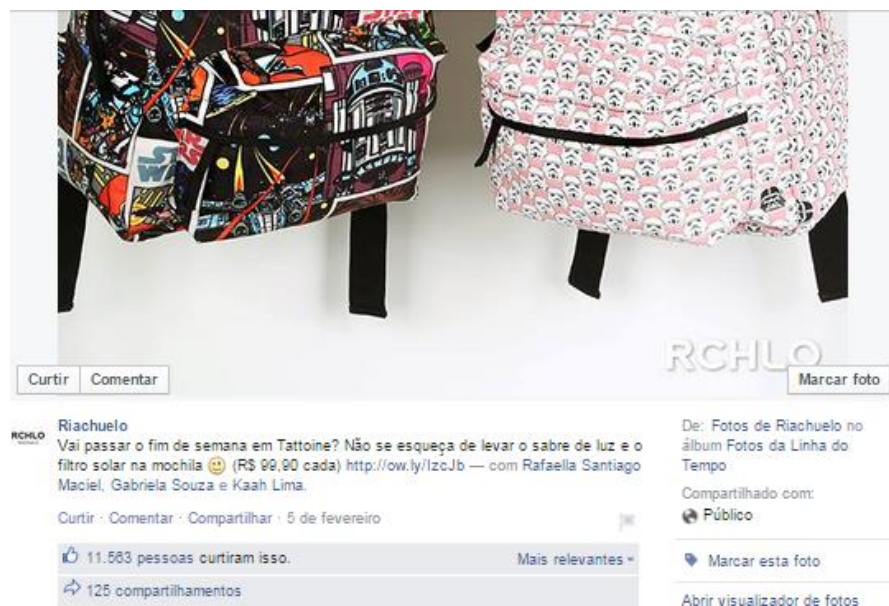 STAR
WARS
RCHLO
Curtir Comentar
Marcar foto
RCHLO
Riachuelo
Vai passar o fim de semana em Tattoine? Não se esqueça de levar o sabre de luz e o
filtro solar na mochila 🙂 (R$ 99,90 cada) http://ow.ly/IzcJb — com Rafaella Santiago
Maciel, Gabriela Souza e Kaah Lima.
Curtir · Comentar · Compartilhar · 5 de fevereiro
11.563 pessoas curtiram isso.
Mais relevantes
125 compartilhamentos
De: Fotos de Riachuelo no
álbum Fotos da Linha do
Tempo
Compartilhado com:
Público
Marcar esta foto
Abrir visualizador de fotos